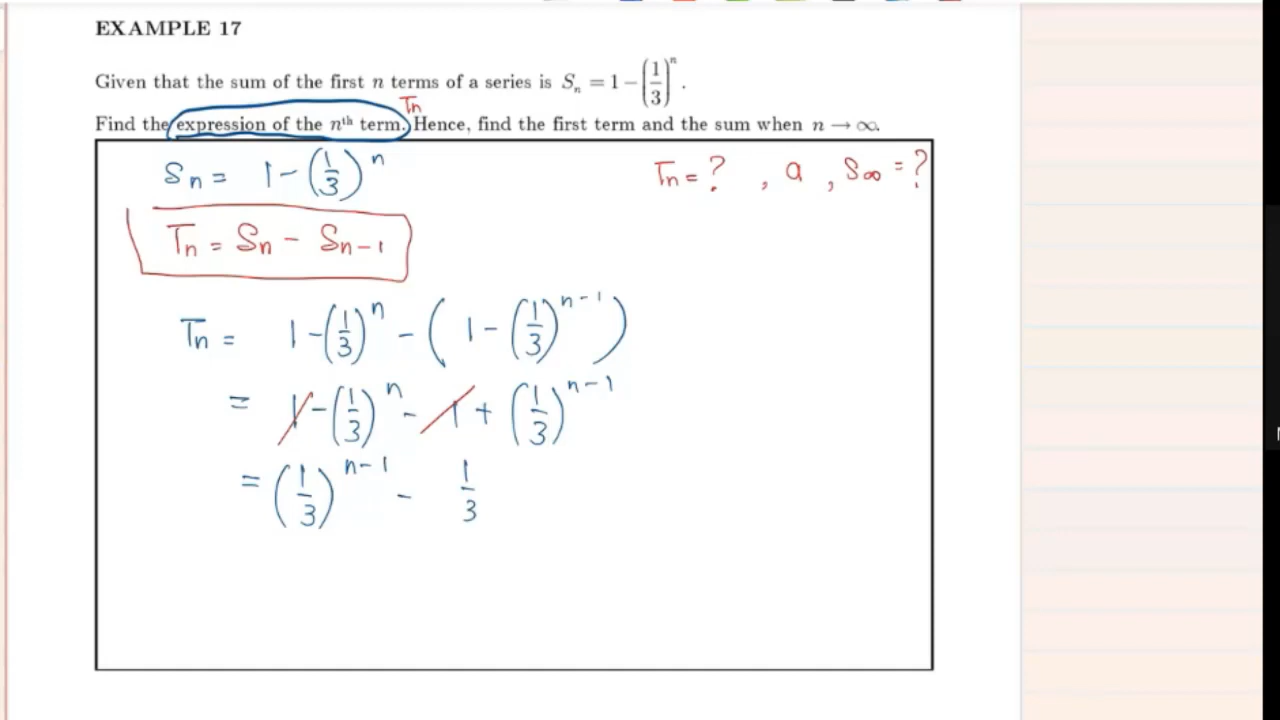 EXAMPLE 17
Given that the sum of the first n terms of a series is Sₙ = 1 − (1/3)ⁿ.
Tn
Find the expression of the nᵗʰ term. Hence, find the first term and the sum when n → ∞.
Sn = 1 − (1/3)ⁿ
Tn = ? , a , S∞ = ?
Tn = Sn − Sn−1
Tn = 1 − (1/3)ⁿ − (1 − (1/3)ⁿ⁻¹)
= 1 − (1/3)ⁿ − 1 + (1/3)ⁿ⁻¹
= (1/3)ⁿ⁻¹ − 1/3